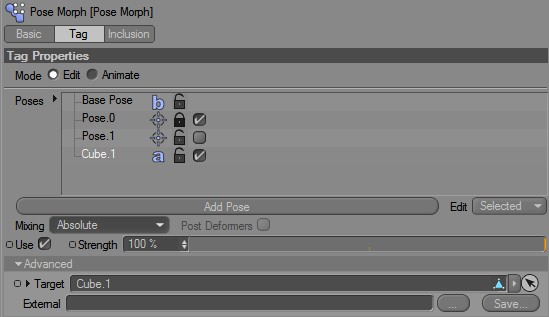 Pose Morph [Pose Morph]
Basic Tag Inclusion
Tag Properties
Mode Edit Animate
Poses Base Pose b
Pose.0
Pose.1
Cube.1 a
Add Pose Edit Selected
Mixing Absolute Post Deformers
Use Strength 100 %
Advanced
Target Cube.1
External ... Save...